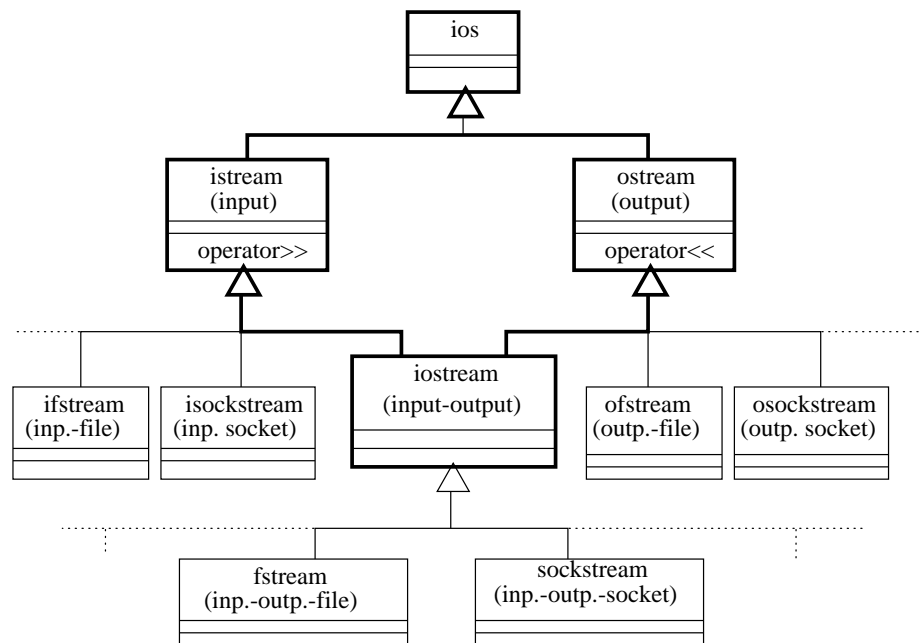 ios
istream
(input)
operator>>
ostream
(output)
operator<<
ifstream
(inp.-file)
isockstream
(inp. socket)
iostream
(input-output)
ofstream
(outp.-file)
osockstream
(outp. socket)
fstream
(inp.-outp.-file)
sockstream
(inp.-outp.-socket)